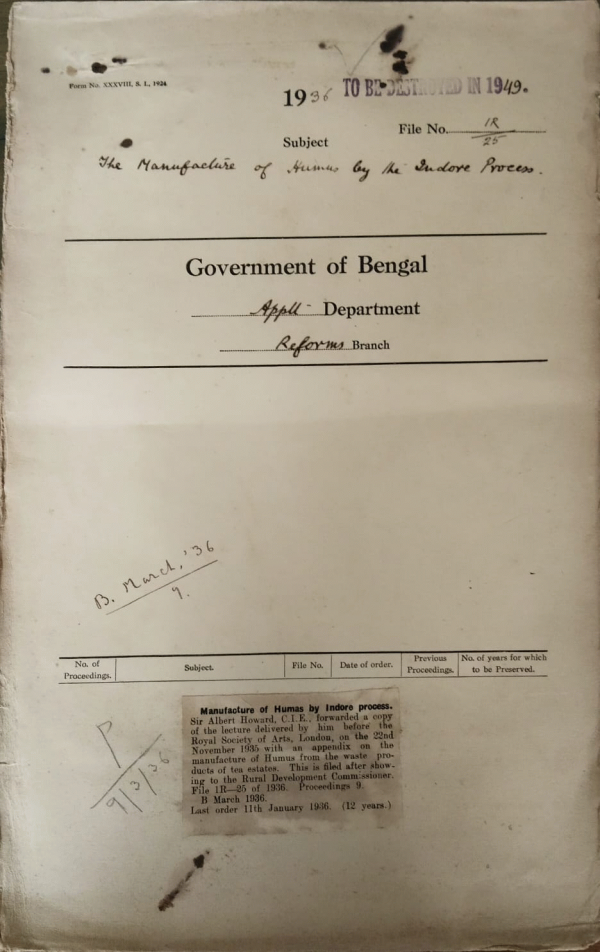 Form No. XXXVIII, S. I., 1924
1936 TO BE DESTROYED IN 1949.
File No. 1R/25
Subject
The Manufacture of Humus by the Indore Process.
Government of Bengal
Appll Department
Reforms Branch
B. March, '36
9.
No. of Proceedings.
Subject.
File No.
Date of order.
Previous Proceedings.
No. of years for which to be Preserved.
Manufacture of Humas by Indore process.
Sir Albert Howard, C.I.E., forwarded a copy
of the lecture delivered by him before the
Royal Society of Arts, London, on the 22nd
November 1935 with an appendix on the
manufacture of Humus from the waste pro-
ducts of tea estates. This is filed after show-
ing to the Rural Development Commissioner.
File 1R—25 of 1936. Proceedings 9.
B March 1936.
Last order 11th January 1936. (12 years.)
P
9/3/36